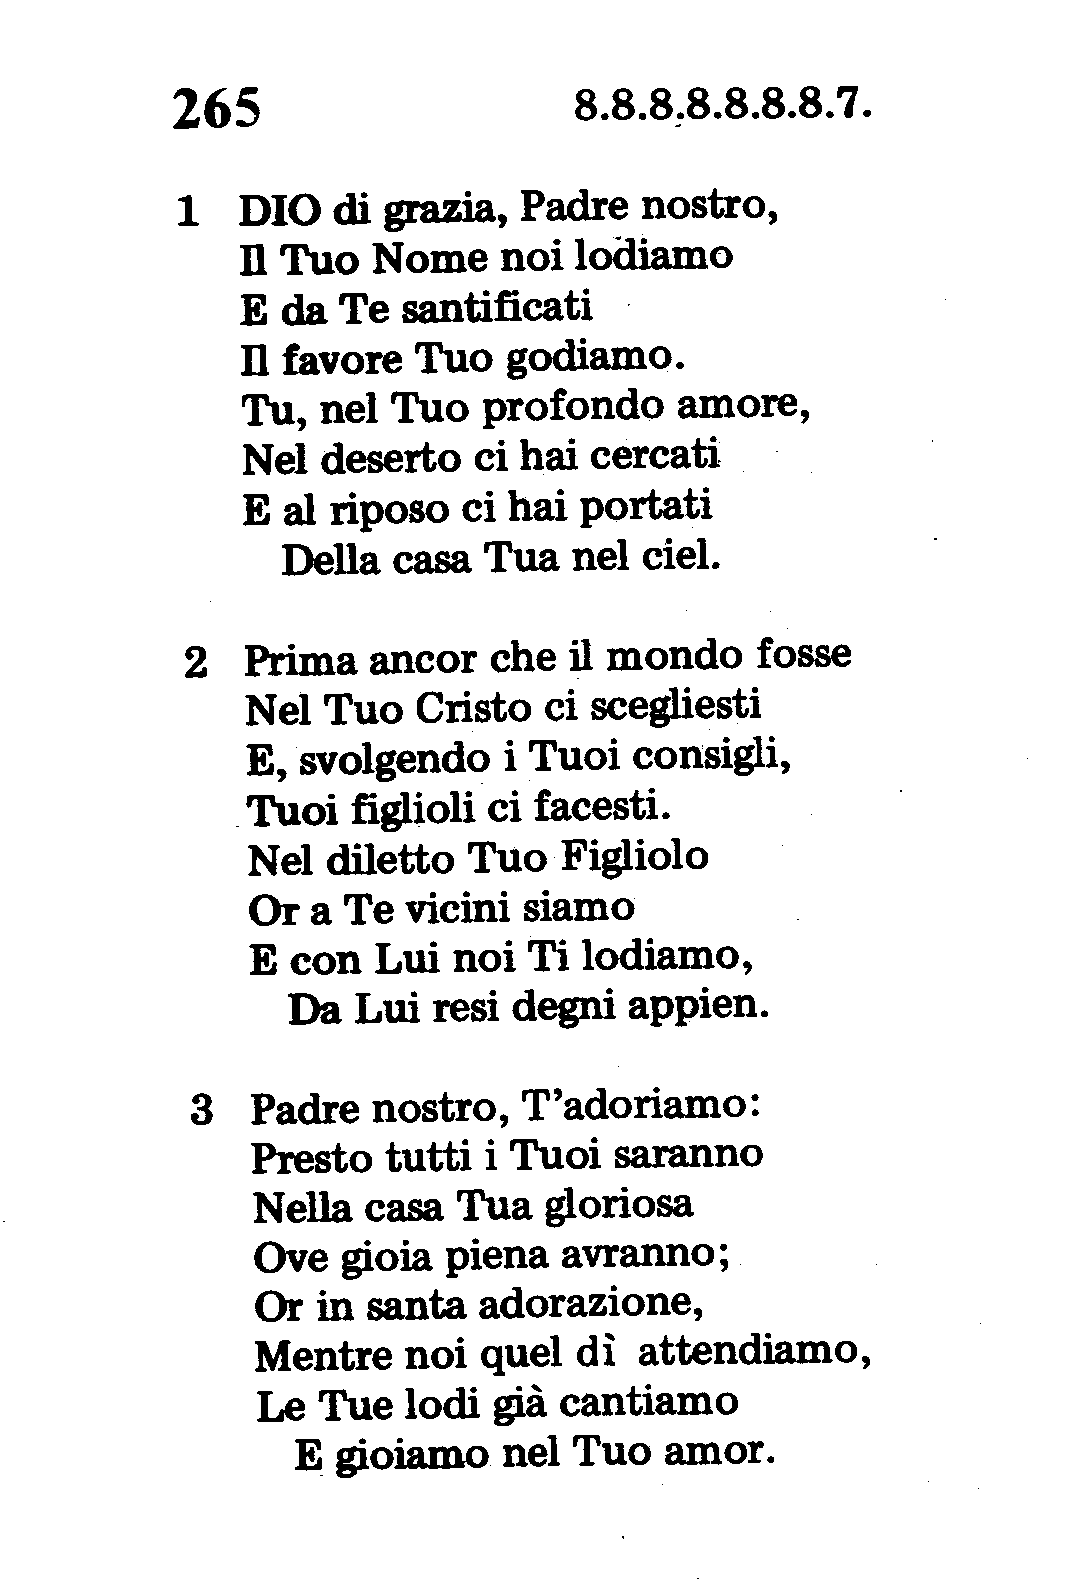 265 8.8.8.8.8.8.8.7.
1 DIO di grazia, Padre nostro,
Il Tuo Nome noi lodiamo
E da Te santificati
Il favore Tuo godiamo.
Tu, nel Tuo profondo amore,
Nel deserto ci hai cercati
E al riposo ci hai portati
Della casa Tua nel ciel.
2 Prima ancor che il mondo fosse
Nel Tuo Cristo ci scegliesti
E, svolgendo i Tuoi consigli,
Tuoi figlioli ci facesti.
Nel diletto Tuo Figliolo
Or a Te vicini siamo
E con Lui noi Ti lodiamo,
Da Lui resi degni appien.
3 Padre nostro, T’adoriamo:
Presto tutti i Tuoi saranno
Nella casa Tua gloriosa
Ove gioia piena avranno;
Or in santa adorazione,
Mentre noi quel dì attendiamo,
Le Tue lodi già cantiamo
E gioiamo nel Tuo amor.